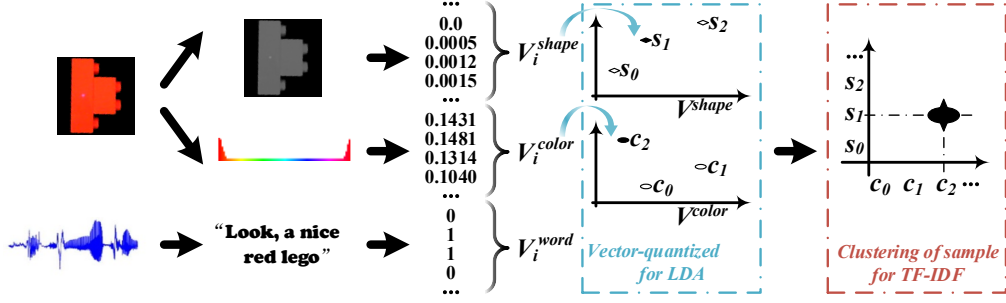 ...
0.0
0.0005
0.0012
0.0015
...
0.1431
0.1481
0.1314
0.1040
...
0
1
1
0
...
V_i^shape
V_i^color
V_i^word
“Look, a nice
red lego”
s_2
s_1
s_0
V^shape
c_2
c_1
c_0
V^color
Vector-quantized
for LDA
...
s_2
s_1
s_0
c_0 c_1 c_2 ...
Clustering of sample
for TF-IDF